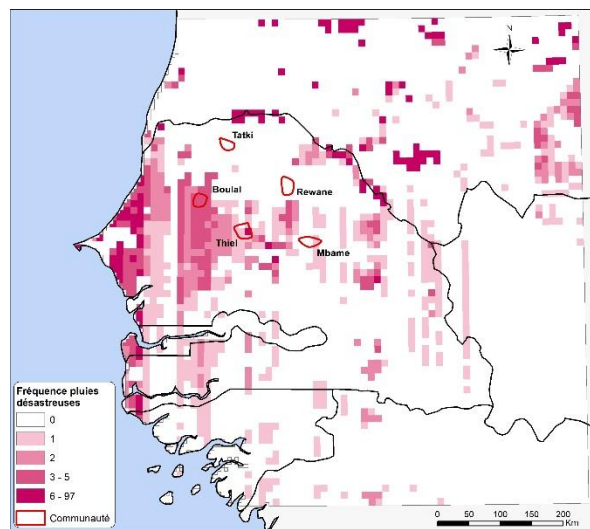 N
Tatki
Boulal
Rewane
Thiel
Mbame
Fréquence pluies
désastreuses
0
1
2
3 - 5
6 - 97
Communauté
0 50 100 150 200
Km